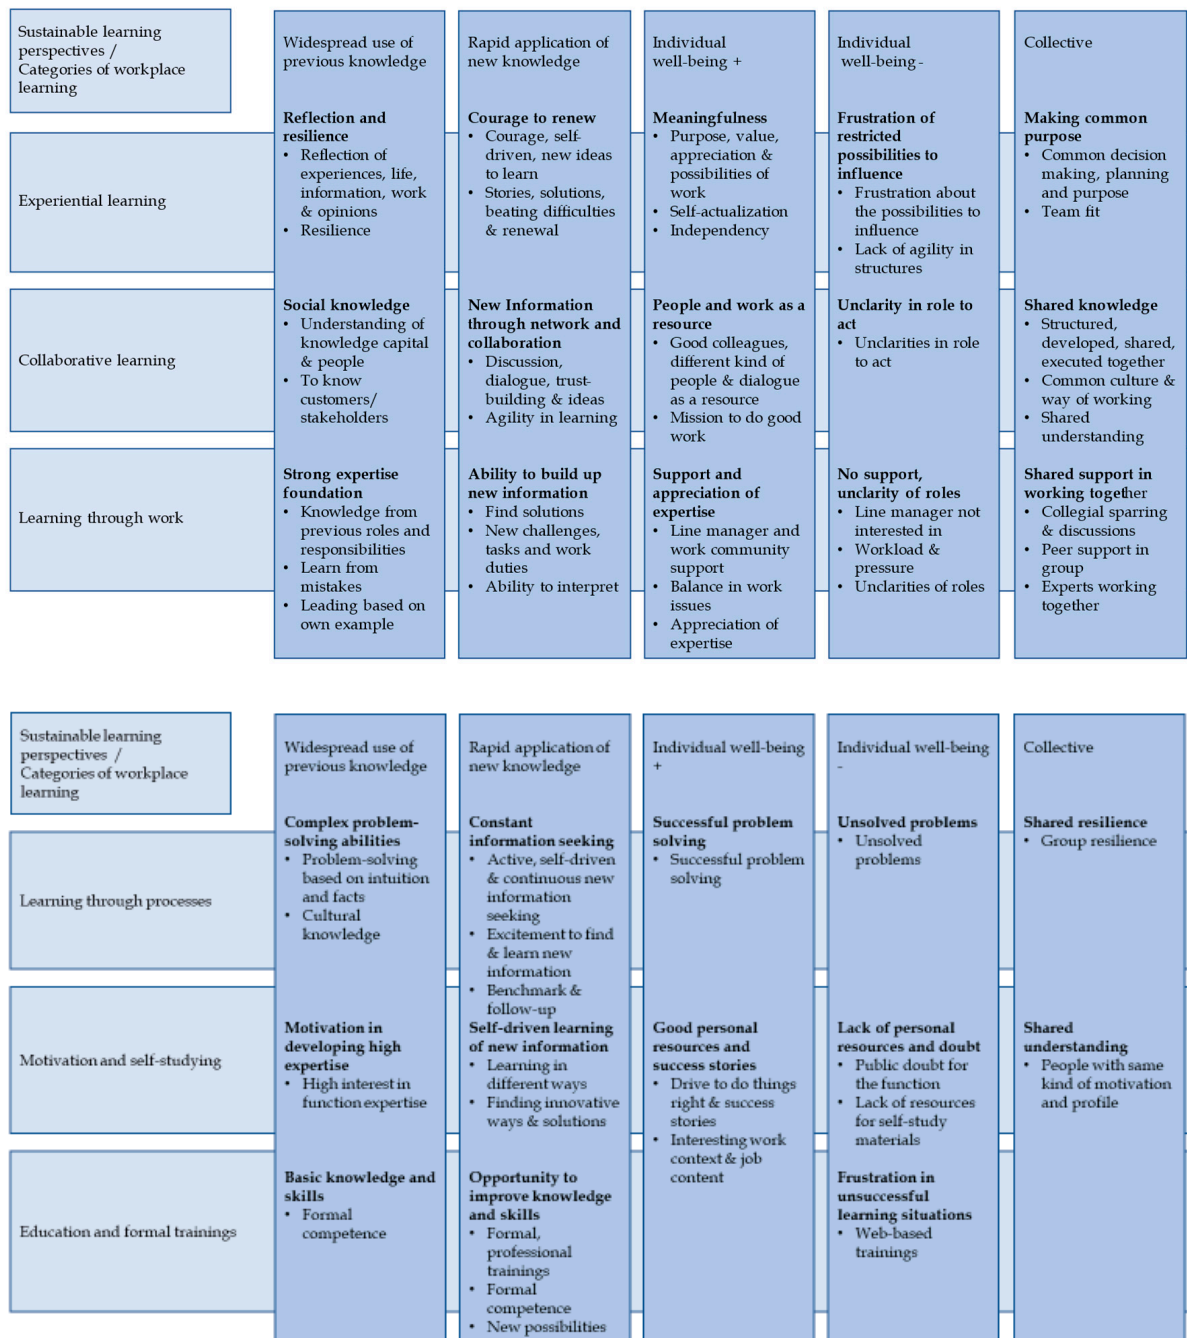 Sustainable learning
perspectives /
Categories of workplace
learning
Widespread use of
previous knowledge
Rapid application of
new knowledge
Individual
well-being +
Individual
well-being -
Collective
Experiential learning
Reflection and
resilience
• Reflection of
experiences, life,
information, work
& opinions
• Resilience
Courage to renew
• Courage, self-
driven, new ideas
to learn
• Stories, solutions,
beating difficulties
& renewal
Meaningfulness
• Purpose, value,
appreciation &
possibilities of
work
• Self-actualization
• Independency
Frustration of
restricted
possibilities to
influence
• Frustration about
the possibilities to
influence
• Lack of agility in
structures
Making common
purpose
• Common decision
making, planning
and purpose
• Team fit
Collaborative learning
Social knowledge
• Understanding of
knowledge capital
& people
• To know
customers/
stakeholders
New Information
through network and
collaboration
• Discussion,
dialogue, trust-
building & ideas
• Agility in learning
People and work as a
resource
• Good colleagues,
different kind of
people & dialogue
as a resource
• Mission to do good
work
Unclarity in role to
act
• Unclarities in role
to act
Shared knowledge
• Structured,
developed, shared,
executed together
• Common culture &
way of working
• Shared
understanding
Learning through work
Strong expertise
foundation
• Knowledge from
previous roles and
responsibilities
• Learn from
mistakes
• Leading based on
own example
Ability to build up
new information
• Find solutions
• New challenges,
tasks and work
duties
• Ability to interpret
Support and
appreciation of
expertise
• Line manager and
work community
support
• Balance in work
issues
• Appreciation of
expertise
No support,
unclarity of roles
• Line manager not
interested in
• Workload &
pressure
• Unclarities of roles
Shared support in
working together
• Collegial sparring
& discussions
• Peer support in
group
• Experts working
together
Sustainable learning
perspectives /
Categories of workplace
learning
Widespread use of
previous knowledge
Rapid application of
new knowledge
Individual well-being
+
Individual well-being
-
Collective
Learning through processes
Complex problem-
solving abilities
• Problem-solving
based on intuition
and facts
• Cultural
knowledge
Constant
information seeking
• Active, self-driven
& continuous new
information
seeking
• Excitement to find
& learn new
information
• Benchmark &
follow-up
Successful problem
solving
• Successful problem
solving
Unsolved problems
• Unsolved
problems
Shared resilience
• Group resilience
Motivation and self-studying
Motivation in
developing high
expertise
• High interest in
function expertise
Self-driven learning
of new information
• Learning in
different ways
• Finding innovative
ways & solutions
Good personal
resources and
success stories
• Drive to do things
right & success
stories
• Interesting work
context & job
content
Lack of personal
resources and doubt
• Public doubt for
the function
• Lack of resources
for self-study
materials
Shared
understanding
• People with same
kind of motivation
and profile
Education and formal trainings
Basic knowledge and
skills
• Formal
competence
Opportunity to
improve knowledge
and skills
• Formal,
professional
trainings
• Formal
competence
• New possibilities
Frustration in
unsuccessful
learning situations
• Web-based
trainings